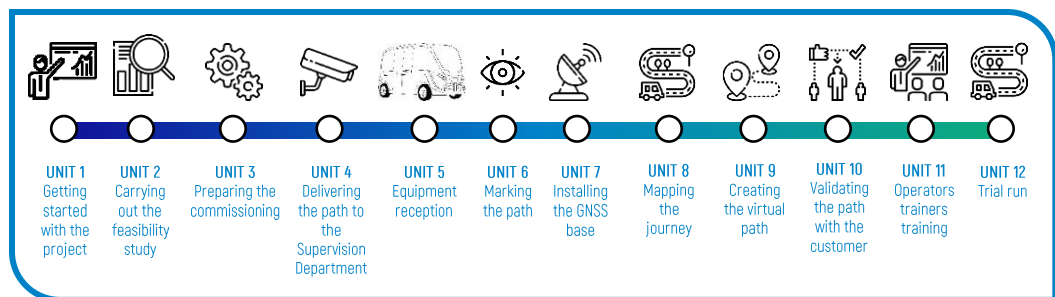 UNIT 1
Getting
started
with the
project
UNIT 2
Carrying
out the
feasibility
study
UNIT 3
Preparing the
commissioning
UNIT 4
Delivering
the path to
the
Supervision
Department
UNIT 5
Equipment
reception
UNIT 6
Marking
the path
UNIT 7
Installing
the GNSS
base
UNIT 8
Mapping
the
journey
UNIT 9
Creating
the virtual
path
UNIT 10
Validating
the path
with the
customer
UNIT 11
Operators
trainers
training
UNIT 12
Trial run